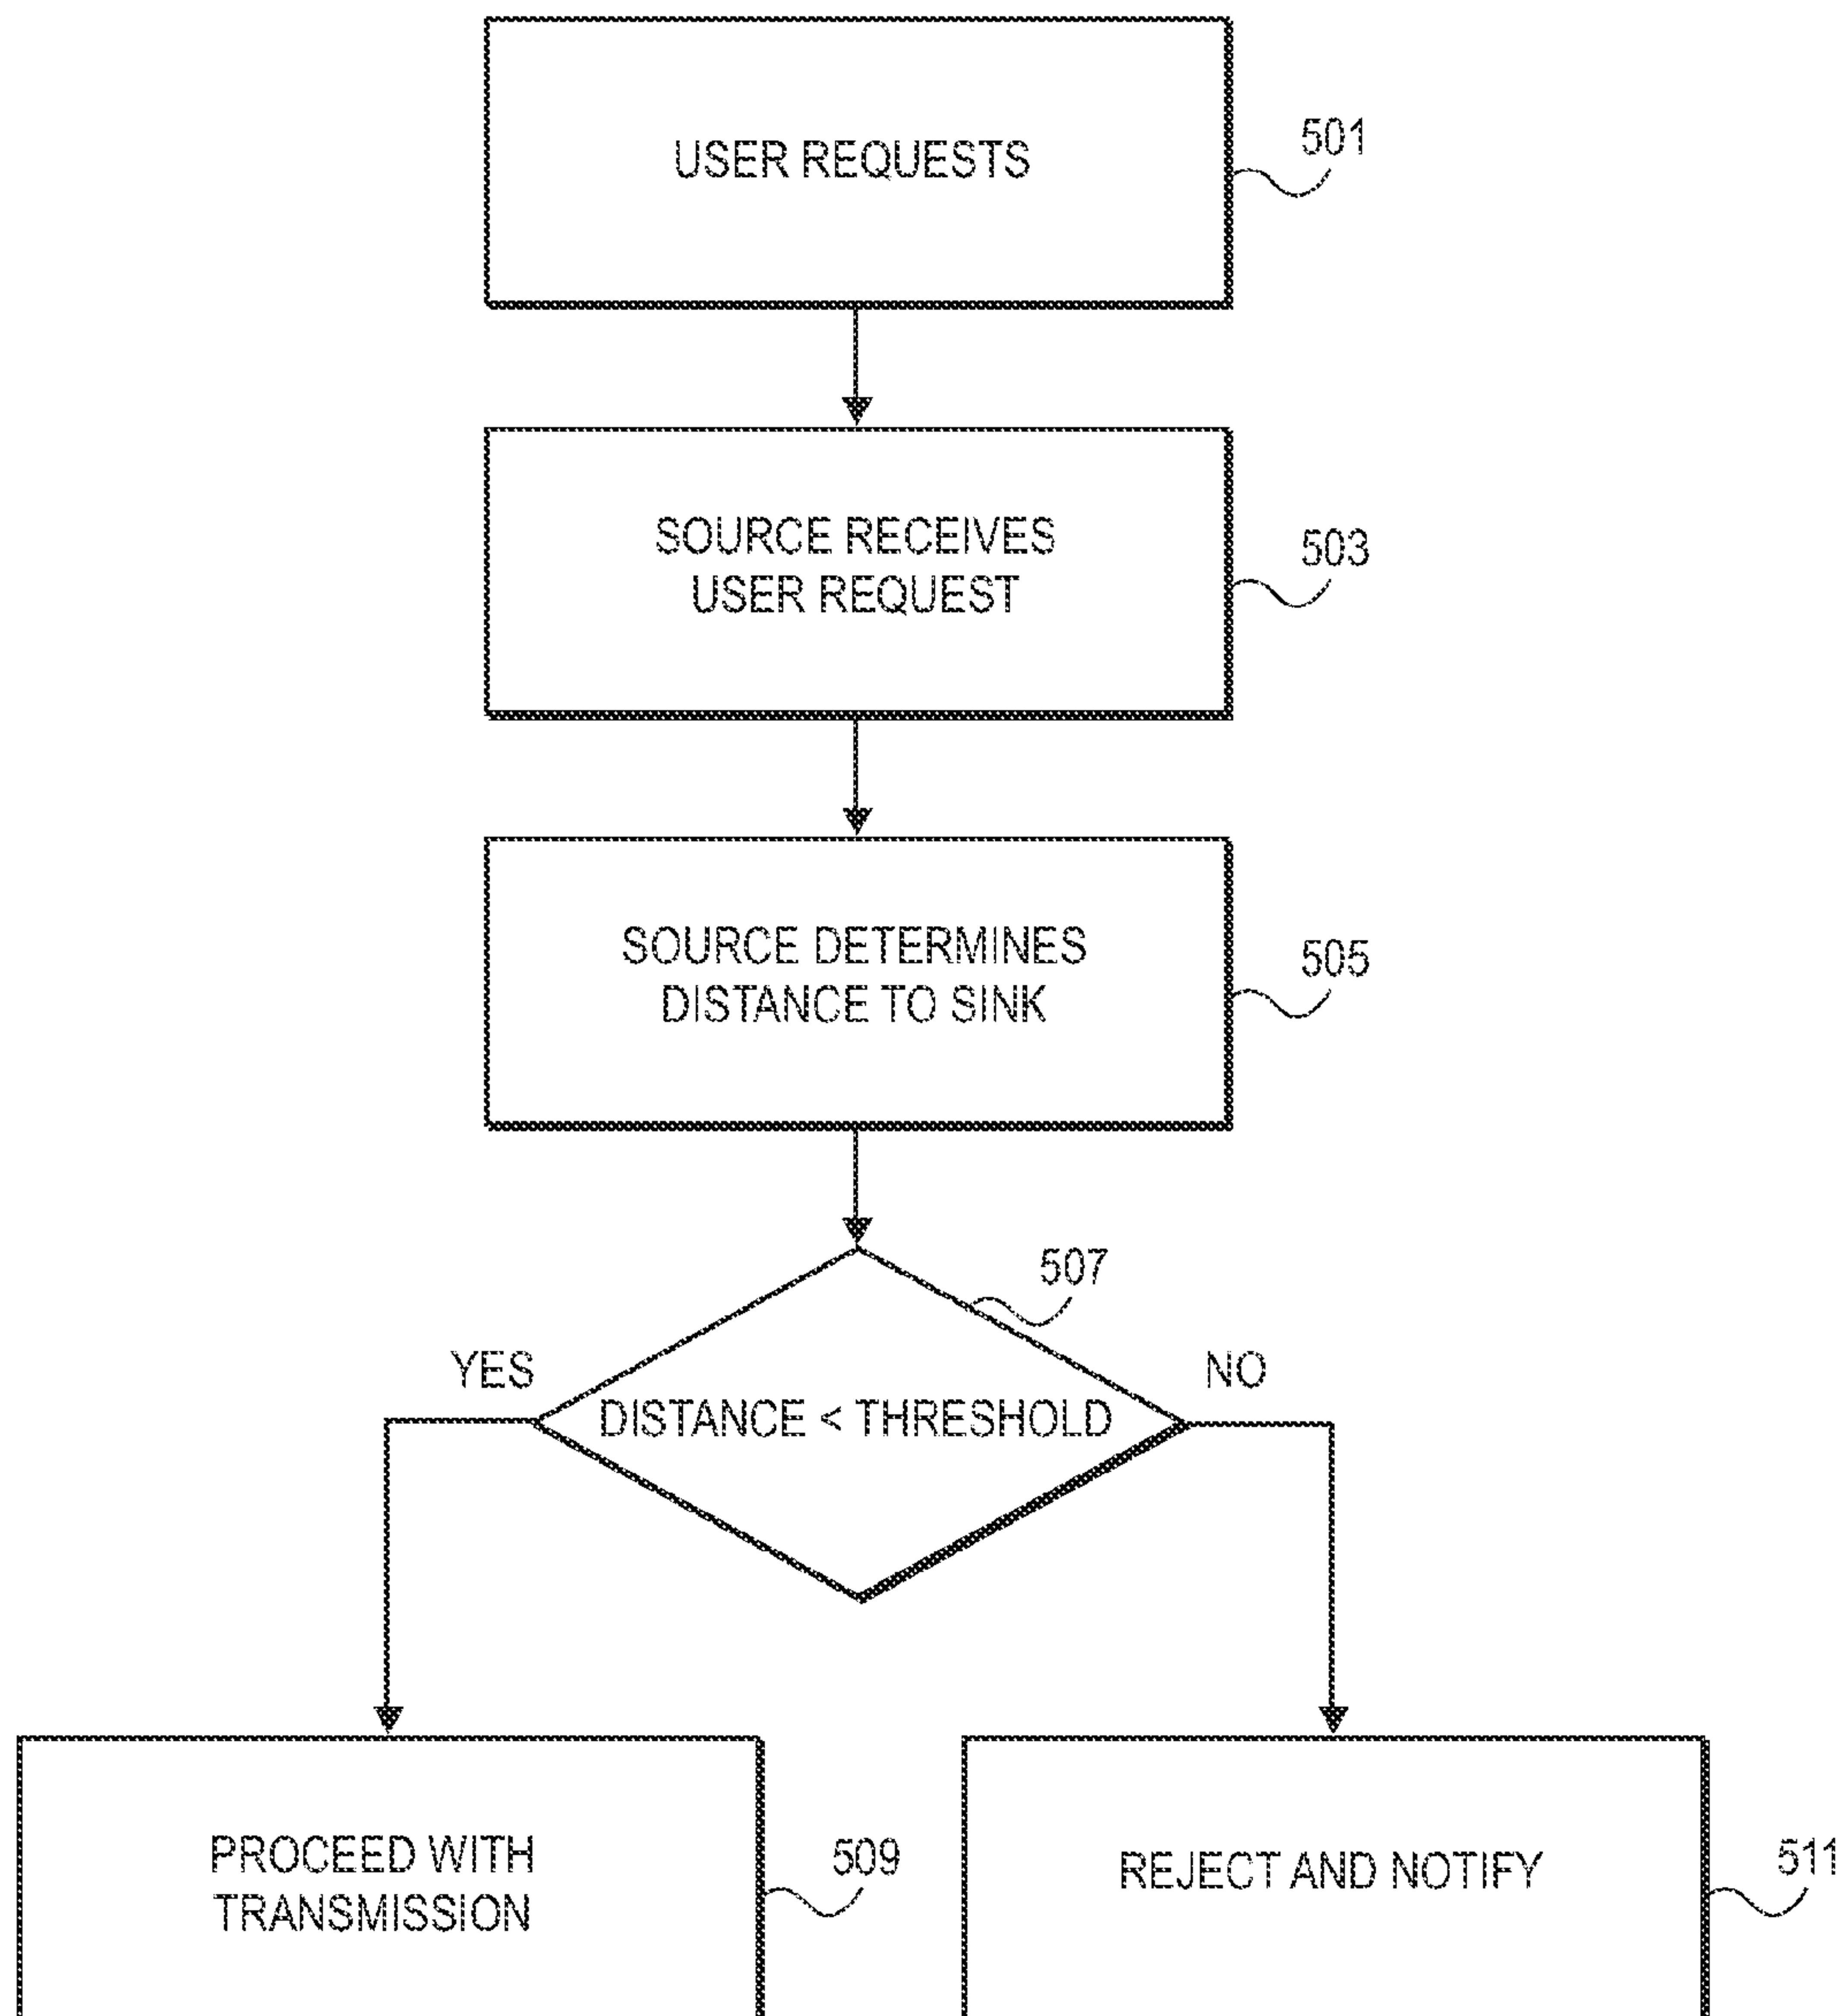 USER REQUESTS
501
SOURCE RECEIVES
USER REQUEST
503
SOURCE DETERMINES
DISTANCE TO SINK
505
507
YES
NO
DISTANCE < THRESHOLD
PROCEED WITH
TRANSMISSION
509
REJECT AND NOTIFY
511